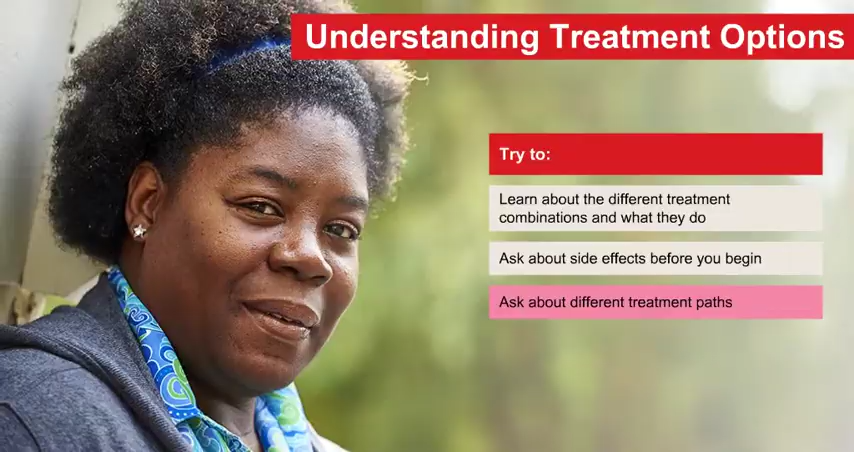 Understanding Treatment Options
Try to:
Learn about the different treatment
combinations and what they do
Ask about side effects before you begin
Ask about different treatment paths